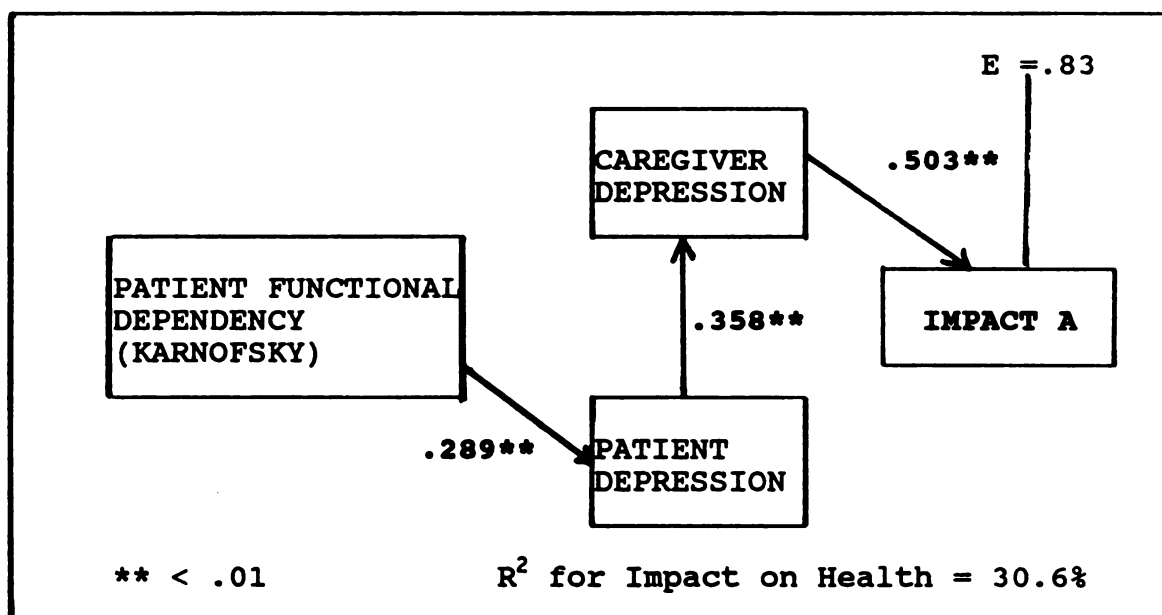 E =.83
CAREGIVER
DEPRESSION
.503**
PATIENT FUNCTIONAL
DEPENDENCY
(KARNOFSKY)
.358**
IMPACT A
.289**
PATIENT
DEPRESSION
** < .01
R² for Impact on Health = 30.6%